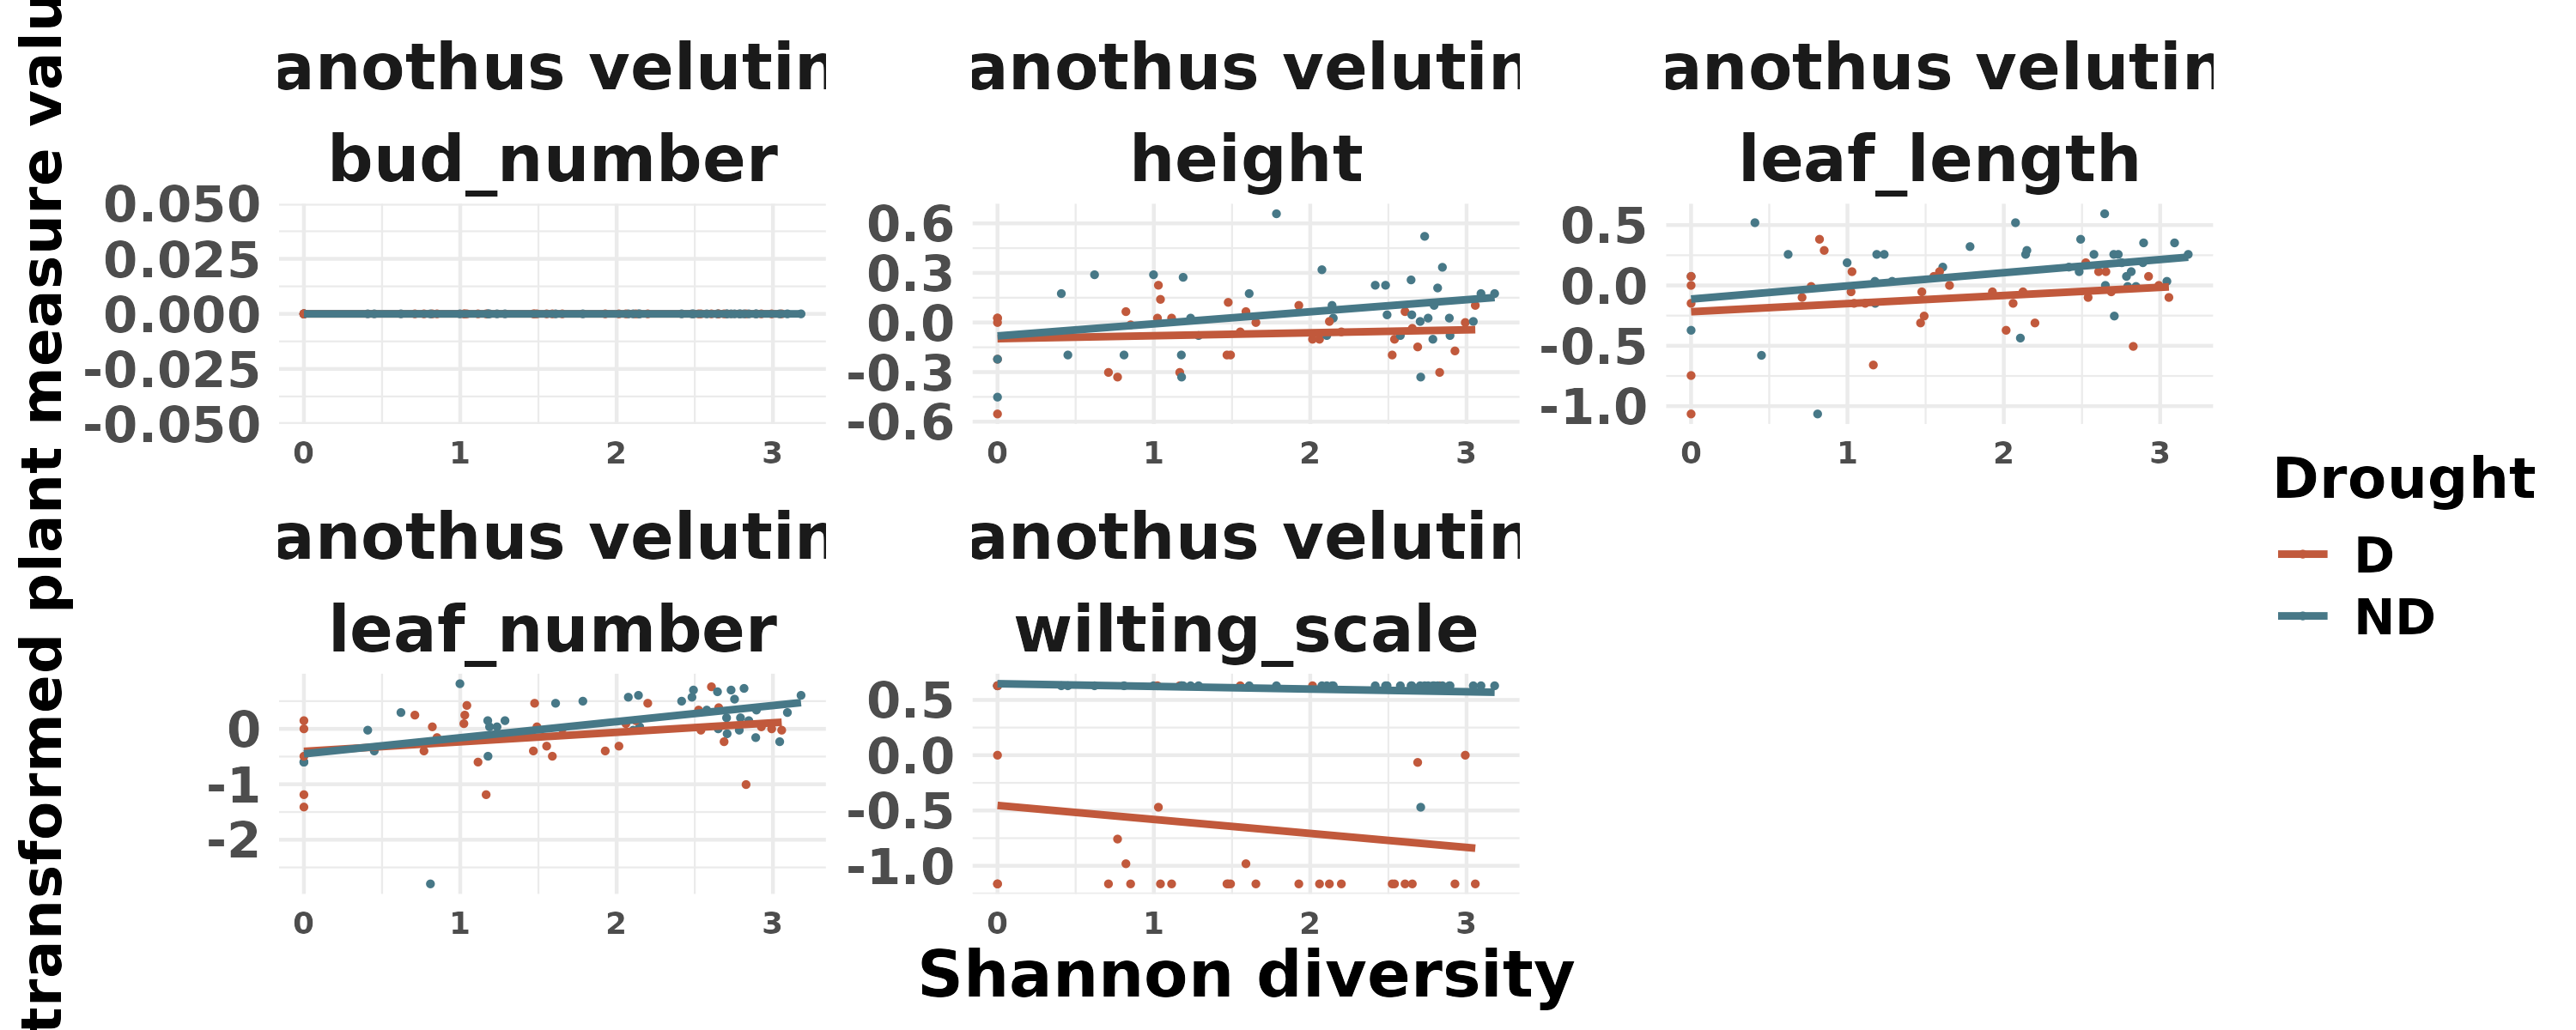 transformed plant measure valu
anothus velutin
bud_number
0.050
0.025
0.000
-0.025
-0.050
0 1 2 3
anothus velutin
height
0.6
0.3
0.0
-0.3
-0.6
0 1 2 3
anothus velutin
leaf_length
0.5
0.0
-0.5
-1.0
0 1 2 3
anothus velutin
leaf_number
0
-1
-2
0 1 2 3
anothus velutin
wilting_scale
0.5
0.0
-0.5
-1.0
0 1 2 3
Shannon diversity
Drought
D
ND